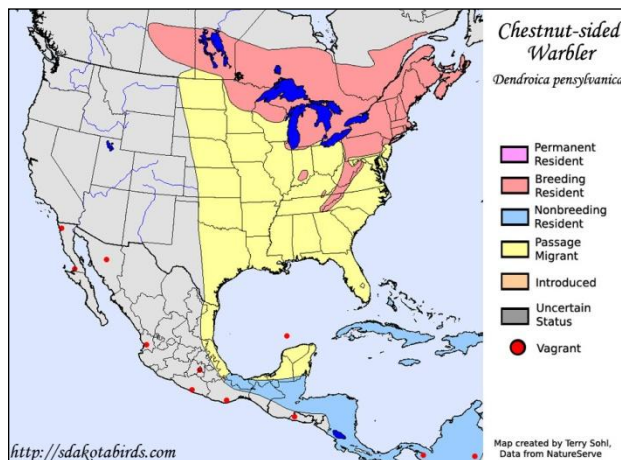 Chestnut-sided
Warbler
Dendroica pensylvanica
Permanent
Resident
Breeding
Resident
Nonbreeding
Resident
Passage
Migrant
Introduced
Uncertain
Status
Vagrant
Map created by Terry Sohl,
Data from NatureServe
http://sdakotabirds.com